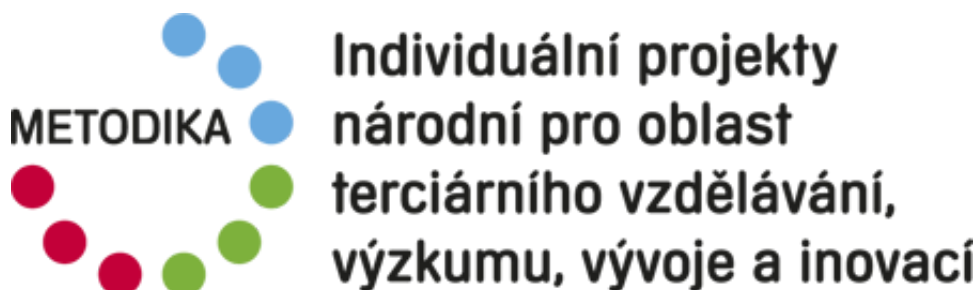 METODIKA
Individuální projekty
národní pro oblast
terciárního vzdělávání,
výzkumu, vývoje a inovací